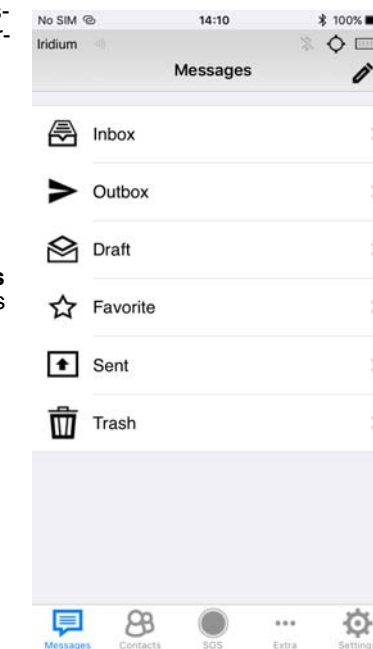 No SIM 14:10 100%
Iridium
Messages
Inbox
Outbox
Draft
Favorite
Sent
Trash
Messages Contacts SOS Extra Settings